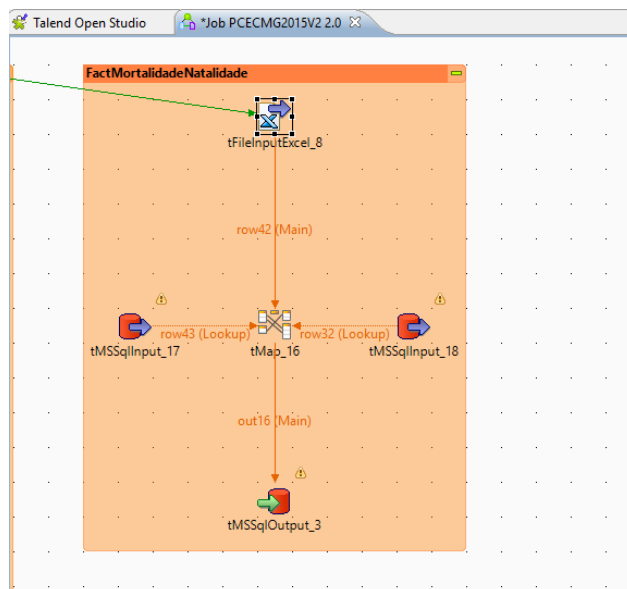 Talend Open Studio
*Job PCECMG2015V2 2.0
FactMortalidadeNatalidade
tFileInputExcel_8
row42 (Main)
row43 (Lookup)
row32 (Lookup)
tMSSqlInput_17
tMap_16
tMSSqlInput_18
out16 (Main)
tMSSqlOutput_3